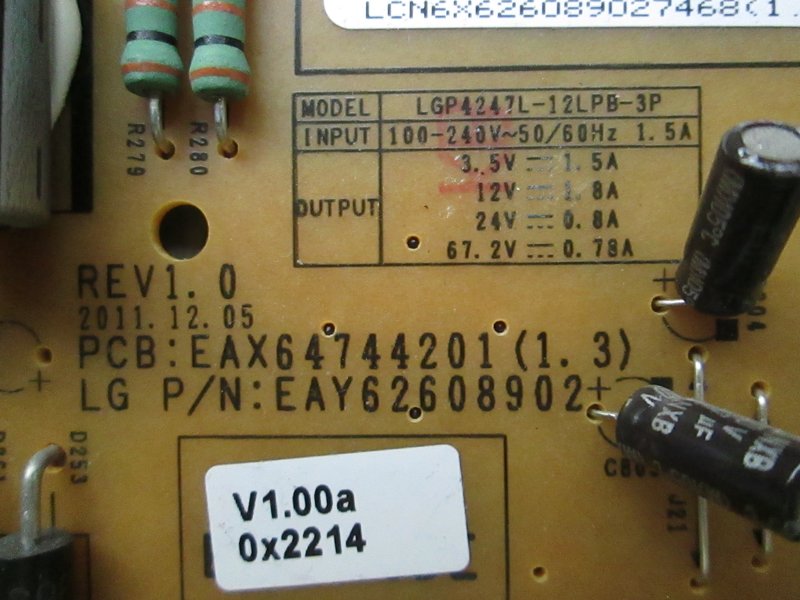 LCN6X626089027468(1.
MODEL LGP4247L-12LPB-3P
INPUT 100-240V~50/60Hz 1.5A
OUTPUT
3.5V ⎓ 1.5A
12V ⎓ 1.8A
24V ⎓ 0.8A
67.2V ⎓ 0.78A
R279
R280
REV1.0
2011.12.05
PCB:EAX64744201(1.3)
LG P/N:EAY62608902
D253
J21
V1.00a
0x2214